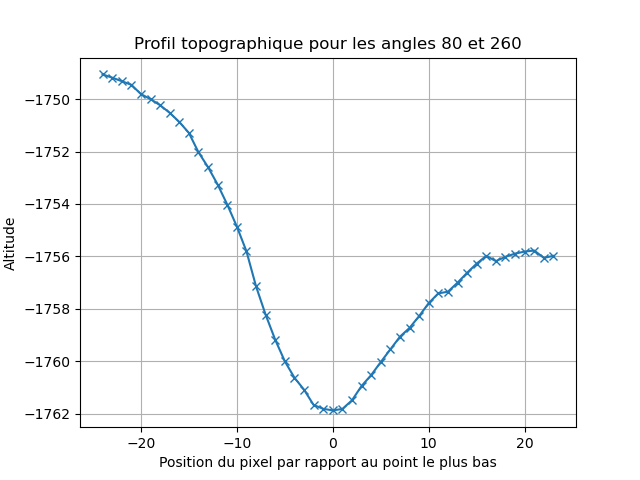 Profil topographique pour les angles 80 et 260
Altitude
−1750
−1752
−1754
−1756
−1758
−1760
−1762
−20 −10 0 10 20
Position du pixel par rapport au point le plus bas